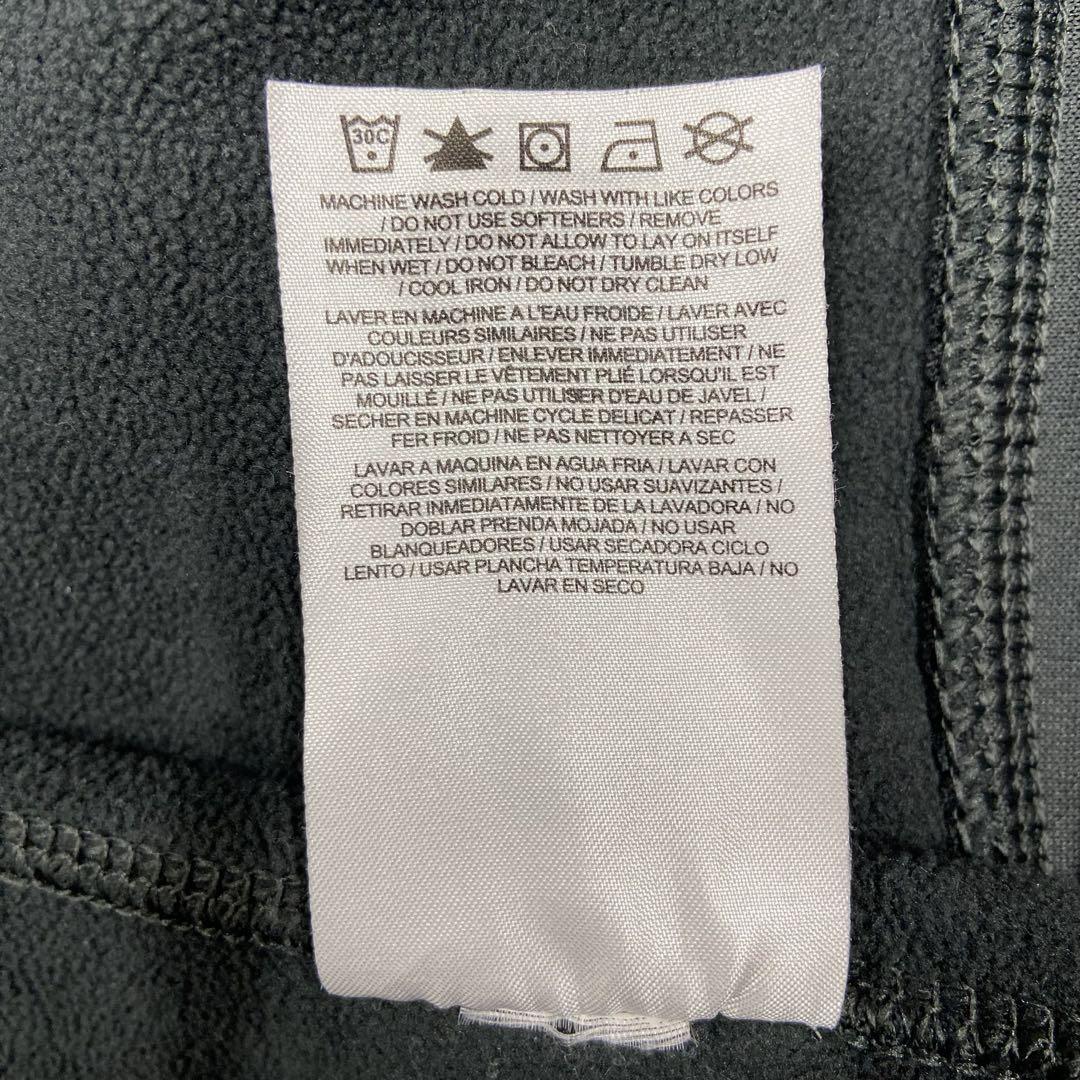 30C
MACHINE WASH COLD / WASH WITH LIKE COLORS
/ DO NOT USE SOFTENERS / REMOVE
IMMEDIATELY / DO NOT ALLOW TO LAY ON ITSELF
WHEN WET / DO NOT BLEACH / TUMBLE DRY LOW
/ COOL IRON / DO NOT DRY CLEAN
LAVER EN MACHINE A L'EAU FROIDE / LAVER AVEC
COULEURS SIMILAIRES / NE PAS UTILISER
D'ADOUCISSEUR / ENLEVER IMMEDIATEMENT / NE
PAS LAISSER LE VÊTEMENT PLIÉ LORSQU'IL EST
MOUILLÉ / NE PAS UTILISER D'EAU DE JAVEL /
SECHER EN MACHINE CYCLE DELICAT / REPASSER
FER FROID / NE PAS NETTOYER A SEC
LAVAR A MAQUINA EN AGUA FRIA / LAVAR CON
COLORES SIMILARES / NO USAR SUAVIZANTES /
RETIRAR INMEDIATAMENTE DE LA LAVADORA / NO
DOBLAR PRENDA MOJADA / NO USAR
BLANQUEADORES / USAR SECADORA CICLO
LENTO / USAR PLANCHA TEMPERATURA BAJA / NO
LAVAR EN SECO